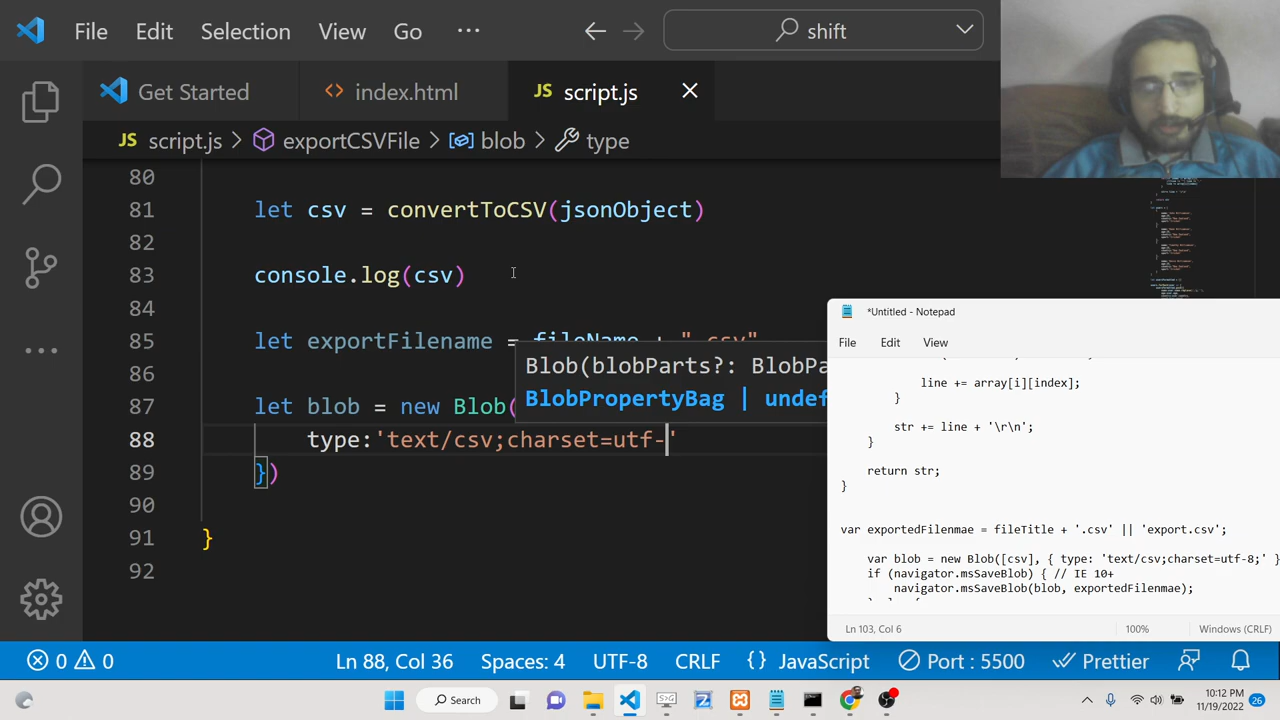 File Edit Selection View Go ··· shift
Get Started index.html JS script.js
JS script.js > exportCSVFile > blob > type
80
81 let csv = convertToCSV(jsonObject)
82
83 console.log(csv)
84
85 let exportFilename = fileName + ".csv"
86
87 let blob = new Blob(
88 type:'text/csv;charset=utf-'
89 })
90
91 }
92
Blob(blobParts?: BlobPa
BlobPropertyBag | undef
*Untitled - Notepad
File Edit View
line += array[i][index];
}
str += line + '\r\n';
}
return str;
}
var exportedFilenmae = fileTitle + '.csv' || 'export.csv';
var blob = new Blob([csv], { type: 'text/csv;charset=utf-8;' }
if (navigator.msSaveBlob) { // IE 10+
navigator.msSaveBlob(blob, exportedFilenmae);
Ln 103, Col 6 100% Windows (CRLF)
0 0 Ln 88, Col 36 Spaces: 4 UTF-8 CRLF {} JavaScript Port : 5500 Prettier
Search
10:12 PM
11/19/2022 26